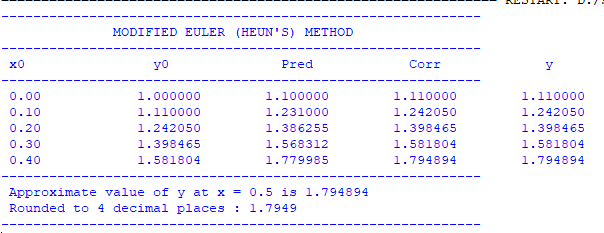 RESTART: D:/
MODIFIED EULER (HEUN'S) METHOD
x0 y0 Pred Corr y
0.00 1.000000 1.100000 1.110000 1.110000
0.10 1.110000 1.231000 1.242050 1.242050
0.20 1.242050 1.386255 1.398465 1.398465
0.30 1.398465 1.568312 1.581804 1.581804
0.40 1.581804 1.779985 1.794894 1.794894
Approximate value of y at x = 0.5 is 1.794894
Rounded to 4 decimal places : 1.7949